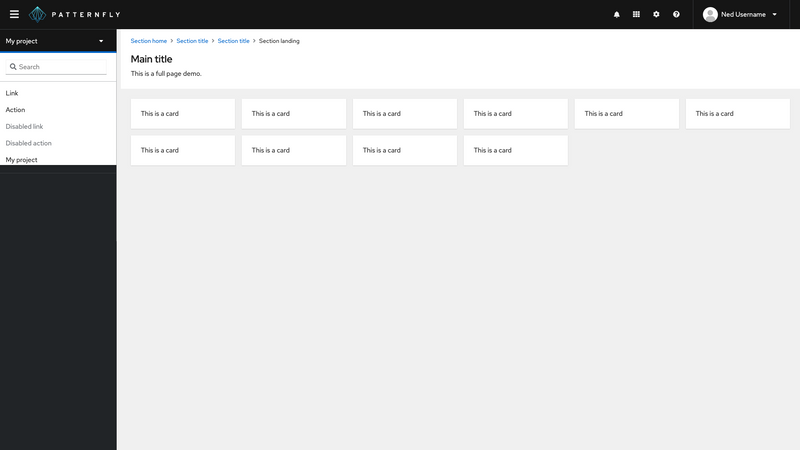 PATTERNFLY
Ned Username
My project
Search
Link
Action
Disabled link
Disabled action
My project
Section home > Section title > Section title > Section landing
Main title
This is a full page demo.
This is a card This is a card This is a card This is a card This is a card This is a card
This is a card This is a card This is a card This is a card